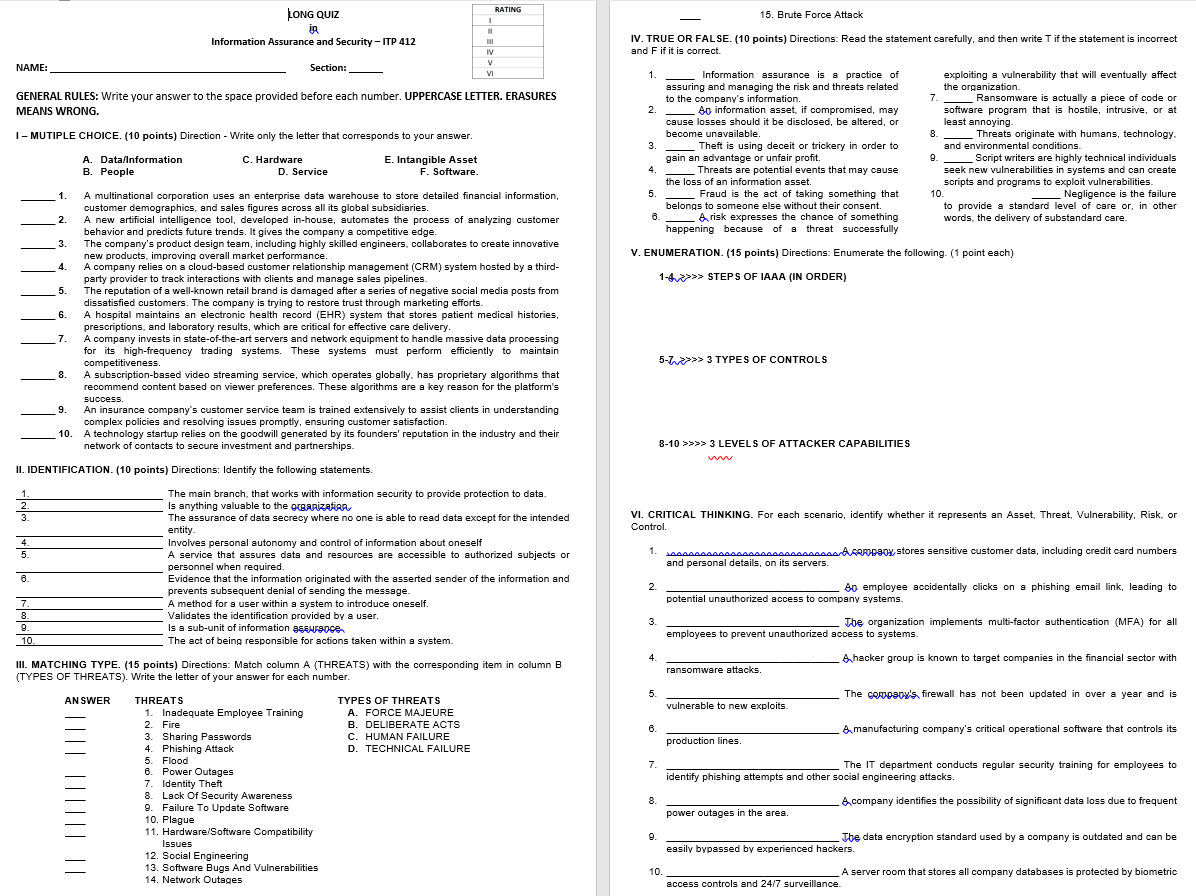 LONG QUIZ
in
Information Assurance and Security – ITP 412
RATING
I
II
III
IV
V
VI
NAME: ____________________ Section: ______
GENERAL RULES: Write your answer to the space provided before each number. UPPERCASE LETTER. ERASURES
MEANS WRONG.
I – MUTIPLE CHOICE. (10 points) Direction - Write only the letter that corresponds to your answer.
A. Data/Information C. Hardware E. Intangible Asset
B. People D. Service F. Software.
______ 1. A multinational corporation uses an enterprise data warehouse to store detailed financial information,
customer demographics, and sales figures across all its global subsidiaries.
______ 2. A new artificial intelligence tool, developed in-house, automates the process of analyzing customer
behavior and predicts future trends. It gives the company a competitive edge.
______ 3. The company's product design team, including highly skilled engineers, collaborates to create innovative
new products, improving overall market performance.
______ 4. A company relies on a cloud-based customer relationship management (CRM) system hosted by a third-
party provider to track interactions with clients and manage sales pipelines.
______ 5. The reputation of a well-known retail brand is damaged after a series of negative social media posts from
dissatisfied customers. The company is trying to restore trust through marketing efforts.
______ 6. A hospital maintains an electronic health record (EHR) system that stores patient medical histories,
prescriptions, and laboratory results, which are critical for effective care delivery.
______ 7. A company invests in state-of-the-art servers and network equipment to handle massive data processing
for its high-frequency trading systems. These systems must perform efficiently to maintain
competitiveness.
______ 8. A subscription-based video streaming service, which operates globally, has proprietary algorithms that
recommend content based on viewer preferences. These algorithms are a key reason for the platform's
success.
______ 9. An insurance company's customer service team is trained extensively to assist clients in understanding
complex policies and resolving issues promptly, ensuring customer satisfaction.
______ 10. A technology startup relies on the goodwill generated by its founders' reputation in the industry and their
network of contacts to secure investment and partnerships.
II. IDENTIFICATION. (10 points) Directions: Identify the following statements.
1. The main branch, that works with information security to provide protection to data.
2. Is anything valuable to the organization.
3. The assurance of data secrecy where no one is able to read data except for the intended
entity.
4. Involves personal autonomy and control of information about oneself
5. A service that assures data and resources are accessible to authorized subjects or
personnel when required.
6. Evidence that the information originated with the asserted sender of the information and
prevents subsequent denial of sending the message.
7. A method for a user within a system to introduce oneself.
8. Validates the identification provided by a user.
9. Is a sub-unit of information assurance.
10. The act of being responsible for actions taken within a system.
III. MATCHING TYPE. (15 points) Directions: Match column A (THREATS) with the corresponding item in column B
(TYPES OF THREATS). Write the letter of your answer for each number.
ANSWER THREATS TYPES OF THREATS
____ 1. Inadequate Employee Training A. FORCE MAJEURE
____ 2. Fire B. DELIBERATE ACTS
____ 3. Sharing Passwords C. HUMAN FAILURE
____ 4. Phishing Attack D. TECHNICAL FAILURE
5. Flood
____ 6. Power Outages
____ 7. Identity Theft
____ 8. Lack Of Security Awareness
____ 9. Failure To Update Software
____ 10. Plague
____ 11. Hardware/Software Compatibility
Issues
____ 12. Social Engineering
____ 13. Software Bugs And Vulnerabilities
14. Network Outages
____ 15. Brute Force Attack
IV. TRUE OR FALSE. (10 points) Directions: Read the statement carefully, and then write T if the statement is incorrect
and F if it is correct.
1. _____ Information assurance is a practice of
assuring and managing the risk and threats related
to the company's information.
2. _____ An information asset, if compromised, may
cause losses should it be disclosed, be altered, or
become unavailable.
3. _____ Theft is using deceit or trickery in order to
gain an advantage or unfair profit.
4. _____ Threats are potential events that may cause
the loss of an information asset.
5. _____ Fraud is the act of taking something that
belongs to someone else without their consent.
6. _____ A risk expresses the chance of something
happening because of a threat successfully
exploiting a vulnerability that will eventually affect
the organization.
7. _____ Ransomware is actually a piece of code or
software program that is hostile, intrusive, or at
least annoying.
8. _____ Threats originate with humans, technology,
and environmental conditions.
9. _____ Script writers are highly technical individuals
seek new vulnerabilities in systems and can create
scripts and programs to exploit vulnerabilities.
10. _____ Negligence is the failure
to provide a standard level of care or, in other
words, the delivery of substandard care.
V. ENUMERATION. (15 points) Directions: Enumerate the following. (1 point each)
1-4. >>>> STEPS OF IAAA (IN ORDER)
5-7. >>>> 3 TYPES OF CONTROLS
8-10 >>>> 3 LEVELS OF ATTACKER CAPABILITIES
VI. CRITICAL THINKING. For each scenario, identify whether it represents an Asset, Threat, Vulnerability, Risk, or
Control.
1. ____________________ A company stores sensitive customer data, including credit card numbers
and personal details, on its servers.
2. ____________________ An employee accidentally clicks on a phishing email link, leading to
potential unauthorized access to company systems.
3. ____________________ The organization implements multi-factor authentication (MFA) for all
employees to prevent unauthorized access to systems.
4. ____________________ A hacker group is known to target companies in the financial sector with
ransomware attacks.
5. ____________________ The company's firewall has not been updated in over a year and is
vulnerable to new exploits.
6. ____________________ A manufacturing company's critical operational software that controls its
production lines.
7. ____________________ The IT department conducts regular security training for employees to
identify phishing attempts and other social engineering attacks.
8. ____________________ A company identifies the possibility of significant data loss due to frequent
power outages in the area.
9. ____________________ The data encryption standard used by a company is outdated and can be
easily bypassed by experienced hackers.
10. ____________________ A server room that stores all company databases is protected by biometric
access controls and 24/7 surveillance.